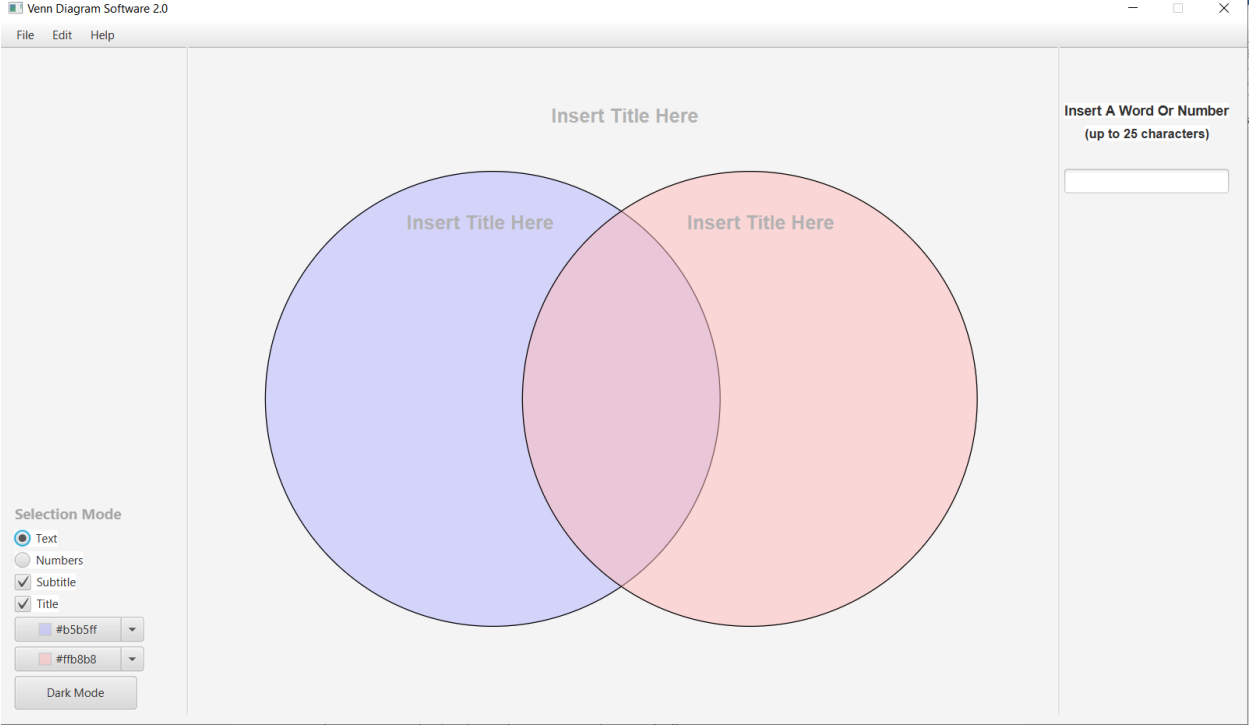 Venn Diagram Software 2.0
File Edit Help
Insert Title Here
Insert Title Here Insert Title Here
Insert A Word Or Number
(up to 25 characters)
Selection Mode
Text
Numbers
Subtitle
Title
#b5b5ff
#ffb8b8
Dark Mode